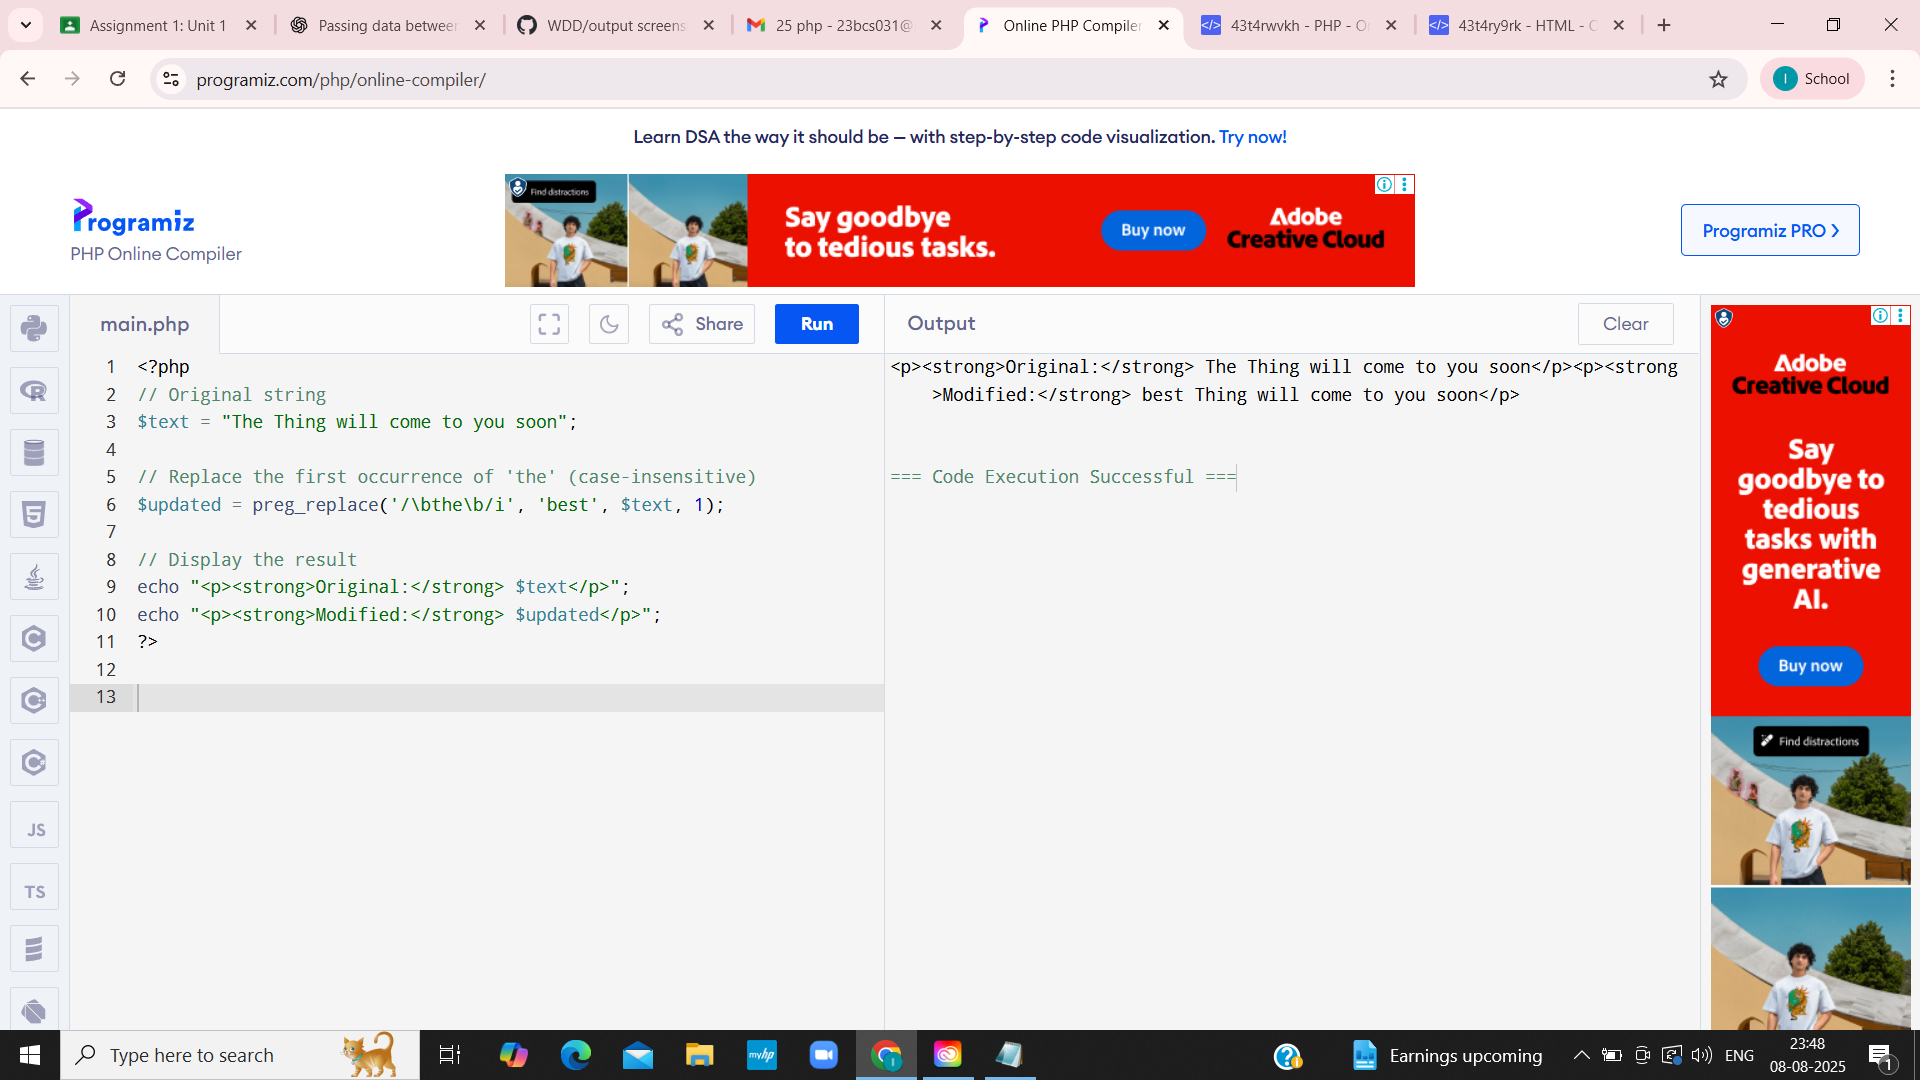 Assignment 1: Unit 1
Passing data between
WDD/output screens
25 php - 23bcs031@
Online PHP Compiler
43t4rwvkh - PHP - O
43t4ry9rk - HTML - O
programiz.com/php/online-compiler/
I School
Learn DSA the way it should be — with step-by-step code visualization. Try now!
Programiz
PHP Online Compiler
Find distractions
Say goodbye
to tedious tasks.
Buy now
Adobe
Creative Cloud
Programiz PRO >
main.php
Share
Run
Output
Clear
1 <?php
2 // Original string
3 $text = "The Thing will come to you soon";
4
5 // Replace the first occurrence of 'the' (case-insensitive)
6 $updated = preg_replace('/\bthe\b/i', 'best', $text, 1);
7
8 // Display the result
9 echo "<p><strong>Original:</strong> $text</p>";
10 echo "<p><strong>Modified:</strong> $updated</p>";
11 ?>
12
13
<p><strong>Original:</strong> The Thing will come to you soon</p><p><strong
>Modified:</strong> best Thing will come to you soon</p>
=== Code Execution Successful ===
Adobe
Creative Cloud
Say
goodbye to
tedious
tasks with
generative
AI.
Buy now
Find distractions
R
5
C
C
C
JS
TS
Type here to search
myhp
Earnings upcoming
ENG
23:48
08-08-2025
1